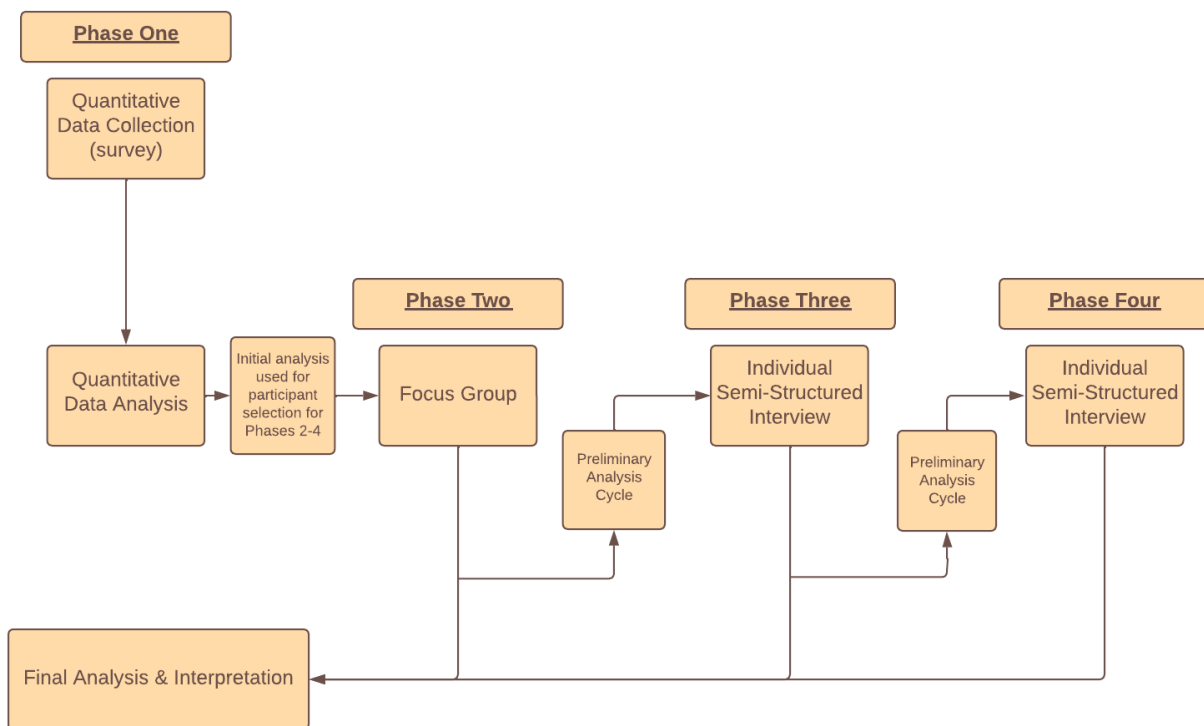 Phase One
Quantitative
Data Collection
(survey)
Quantitative
Data Analysis
Initial analysis
used for
participant
selection for
Phases 2-4
Phase Two
Focus Group
Preliminary
Analysis
Cycle
Phase Three
Individual
Semi-Structured
Interview
Preliminary
Analysis
Cycle
Phase Four
Individual
Semi-Structured
Interview
Final Analysis & Interpretation